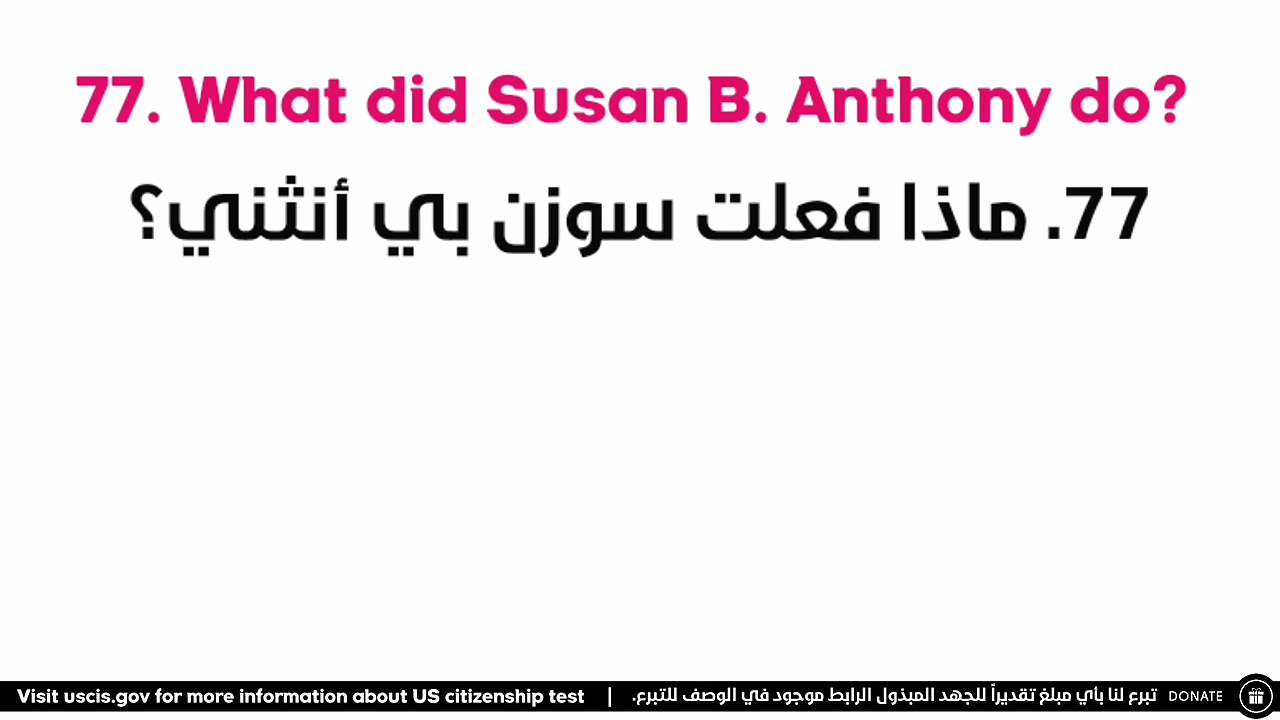 77. What did Susan B. Anthony do?
77. ماذا فعلت سوزن بي أنثني؟
Visit uscis.gov for more information about US citizenship test | تبرع لنا بأي مبلغ تقديراً للجهد المبذول الرابط موجود في الوصف للتبرع. DONATE